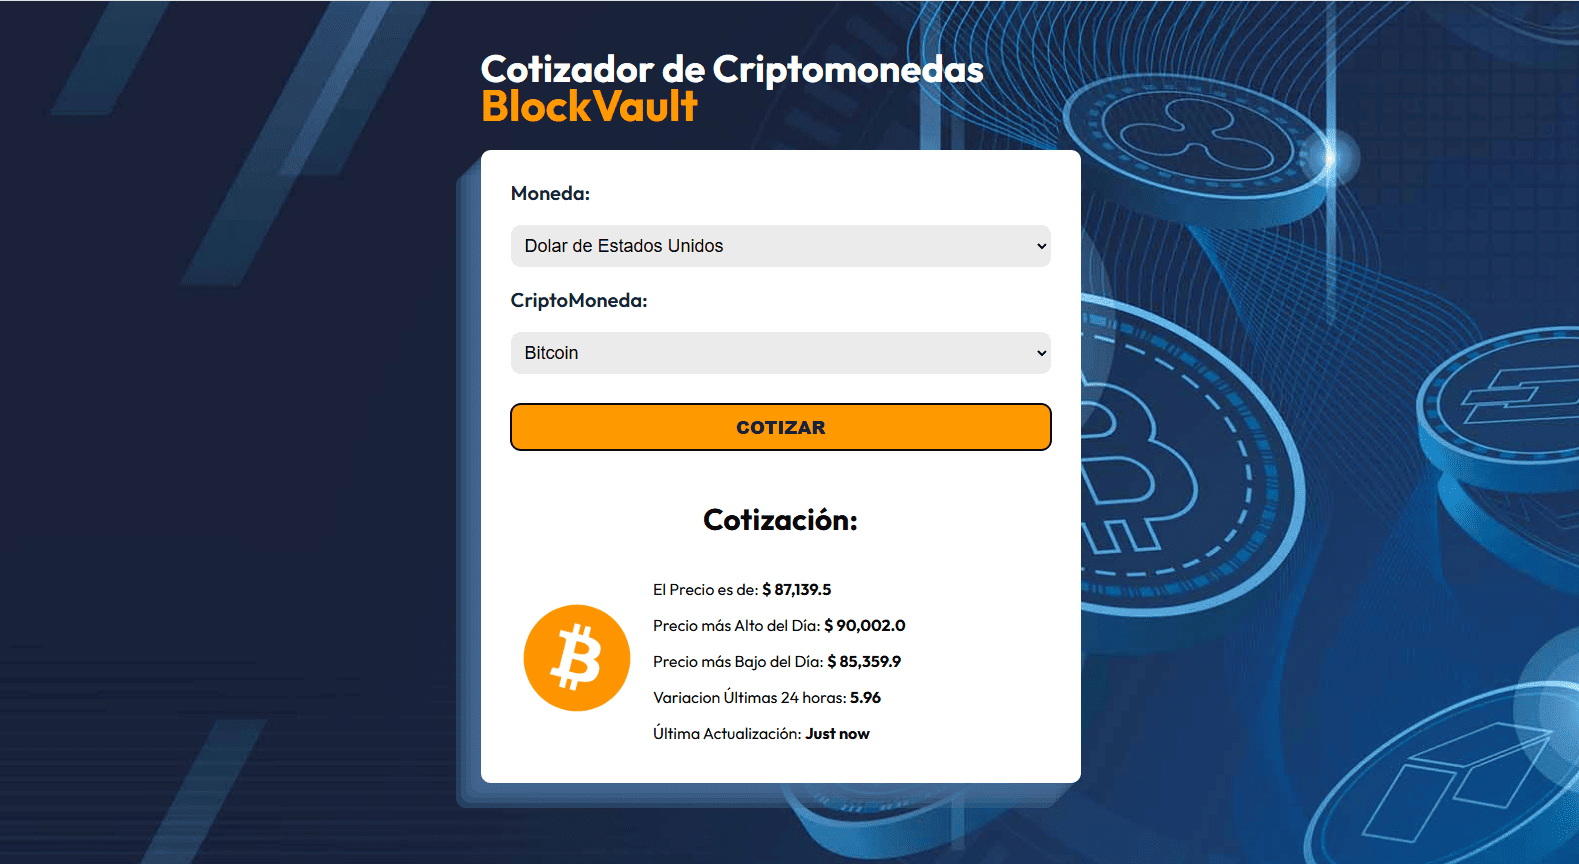 Cotizador de Criptomonedas
BlockVault
Moneda:
Dolar de Estados Unidos
CriptoMoneda:
Bitcoin
COTIZAR
Cotización:
El Precio es de: $ 87,139.5
Precio más Alto del Día: $ 90,002.0
Precio más Bajo del Día: $ 85,359.9
Variacion Últimas 24 horas: 5.96
Última Actualización: Just now